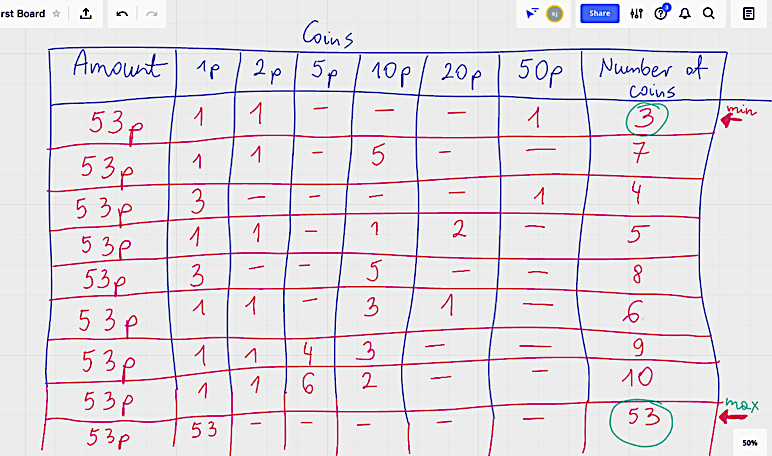 rst Board
KJ
Share
Coins
Amount 1p 2p 5p 10p 20p 50p Number of coins
53p 1 1 - - - 1 3 min
53p 1 1 - 5 - - 7
53p 3 - - - - 1 4
53p 1 1 - 1 2 - 5
53p 3 - - 5 - - 8
53p 1 1 - 3 1 - 6
53p 1 1 4 3 - - 9
53p 1 1 6 2 - - 10
53p 53 - - - - - 53 max
50%